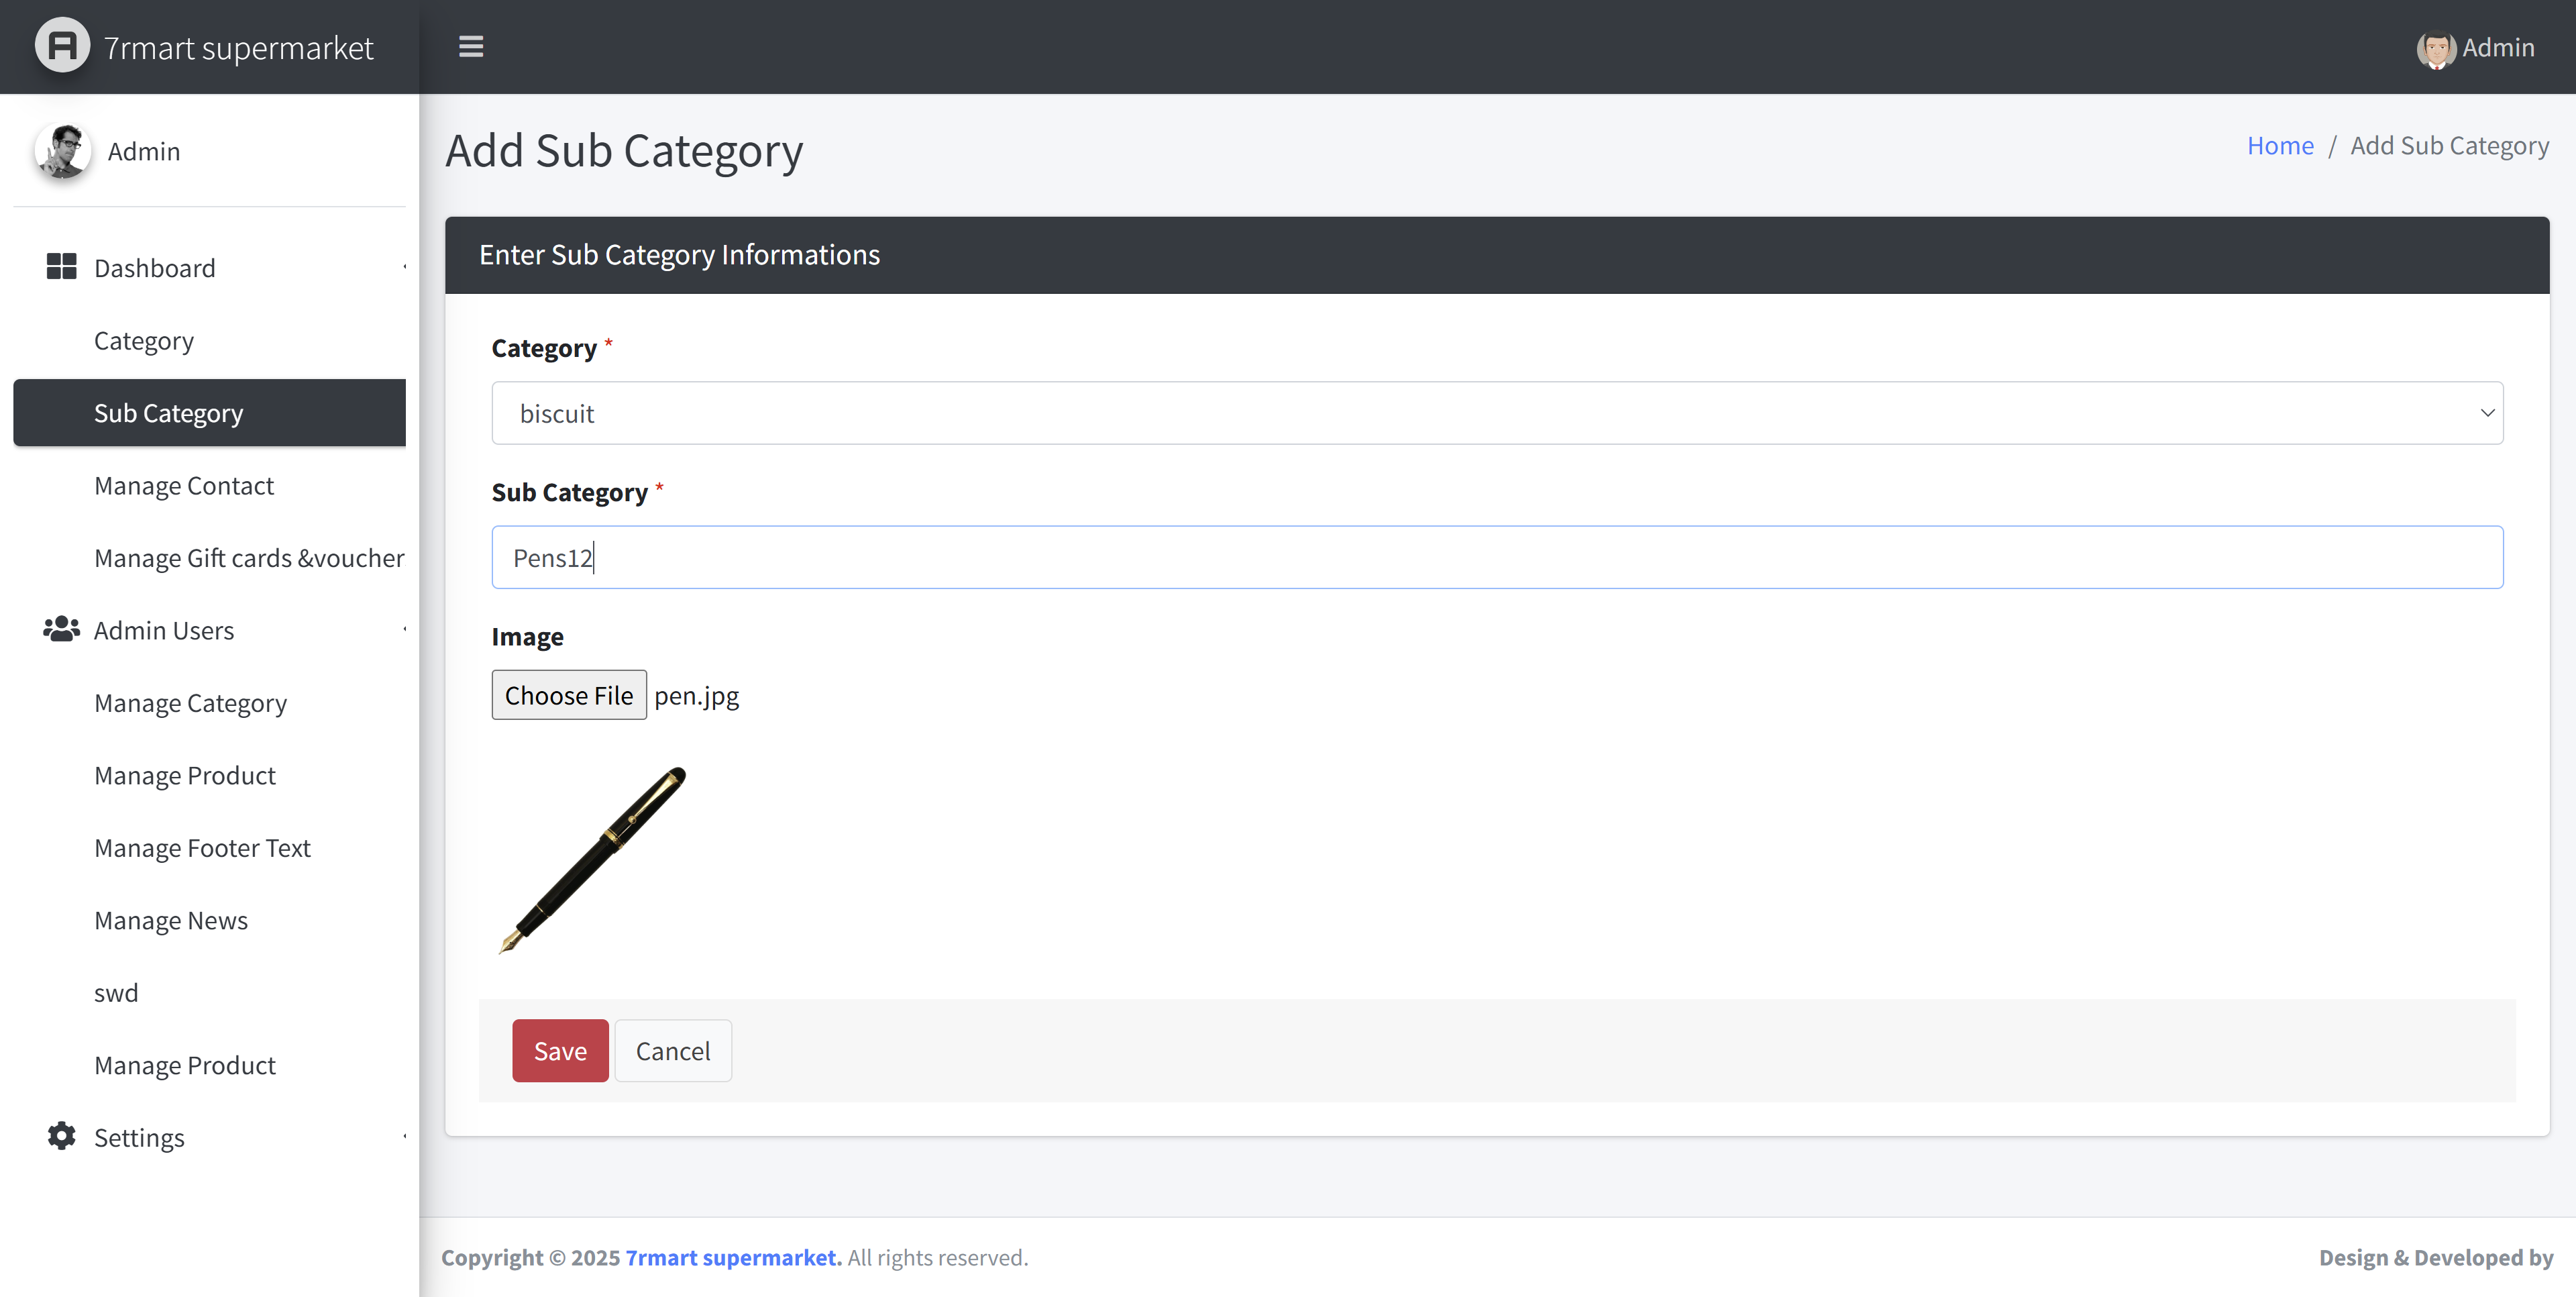 7rmart supermarket
Admin
Admin
Add Sub Category
Home / Add Sub Category
Dashboard
Category
Sub Category
Manage Contact
Manage Gift cards &voucher
Admin Users
Manage Category
Manage Product
Manage Footer Text
Manage News
swd
Manage Product
Settings
Enter Sub Category Informations
Category *
biscuit
Sub Category *
Pens12
Image
Choose File pen.jpg
Save
Cancel
Copyright © 2025 7rmart supermarket. All rights reserved.
Design & Developed by